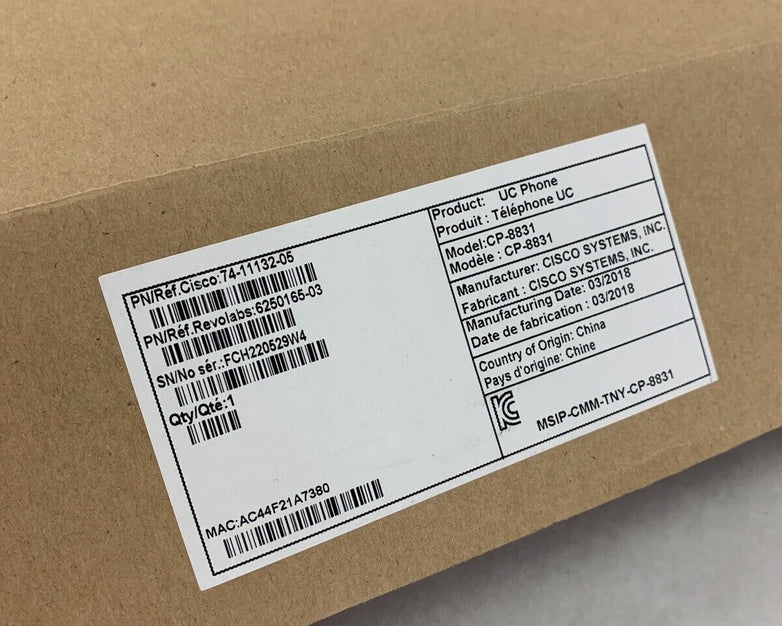 PN/Réf.Cisco:74-11132-05
PN/Réf.Revolabs:6250165-03
SN/No sér.:FCH220529W4
Qty/Qté:1
MAC:AC44F21A7380
Product: UC Phone
Produit : Téléphone UC
Model:CP-8831
Modèle : CP-8831
Manufacturer: CISCO SYSTEMS, INC.
Fabricant : CISCO SYSTEMS, INC.
Manufacturing Date: 03/2018
Date de fabrication : 03/2018
Country of Origin: China
Pays d'origine: Chine
MSIP-CMM-TNY-CP-8831